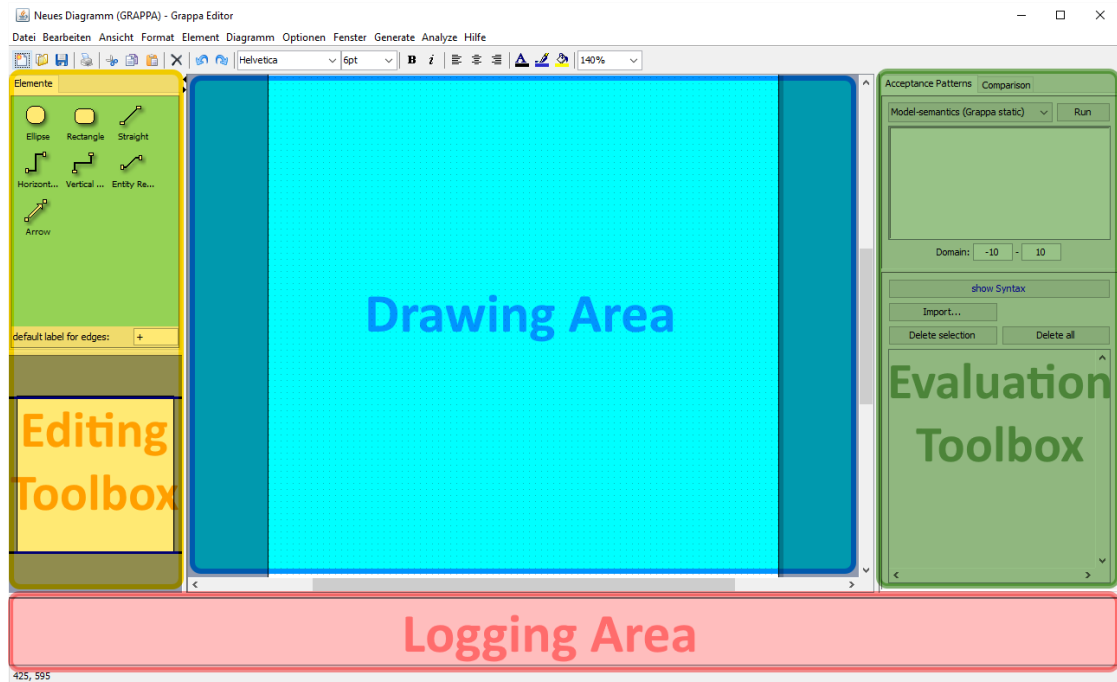 Neues Diagramm (GRAPPA) - Grappa Editor
Datei Bearbeiten Ansicht Format Element Diagramm Optionen Fenster Generate Analyze Hilfe
Helvetica 6pt B i A 140%
Elemente
Ellipse Rectangle Straight
Horizont... Vertical ... Entity Re...
Arrow
default label for edges: +
Editing
Toolbox
Drawing Area
Acceptance Patterns Comparison
Model-semantics (Grappa static) Run
Domain: -10 - 10
show Syntax
Import...
Delete selection Delete all
Evaluation
Toolbox
Logging Area
425, 595